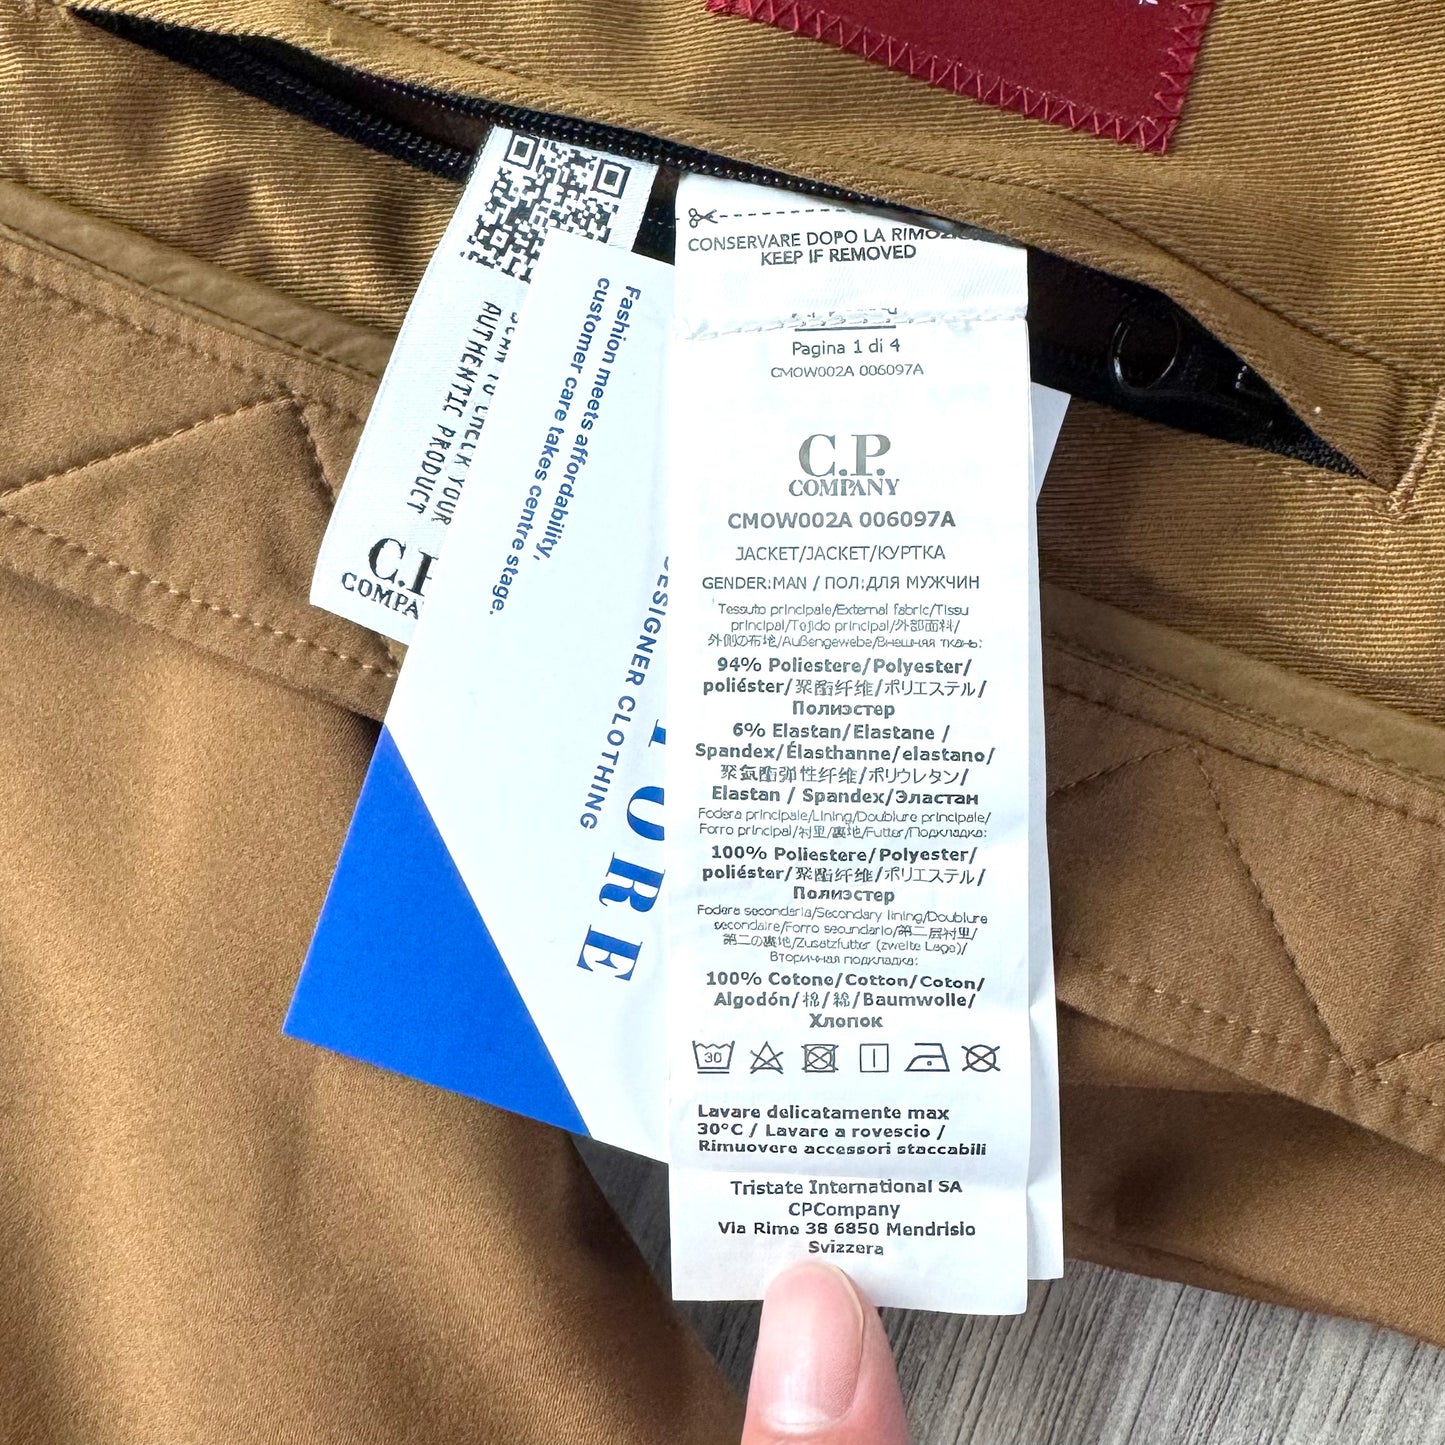 CONSERVARE DOPO LA
KEEP IF REMOVED
Pagina 1 di 4
CMOW002A 006097A
C.P.
COMPANY
CMOW002A 006097A
JACKET/JACKET/КУРТКА
GENDER:MAN / ПОЛ:ДЛЯ МУЖЧИН
Tessuto principale/External fabric/Tissu
principal/Tejido principal/外部面料/
外側の布地/Außengewebe/Внешняя ткань:
94% Poliestere/Polyester/
poliéster/聚酯纤维/ポリエステル/
Полиэстер
6% Elastan/Elastane /
Spandex/Élasthanne/elastano/
聚氨酯弹性纤维/ポリウレタン/
Elastan / Spandex/Эластан
Fodera principale/Lining/Doublure principale/
Forro principal/衬里/裏地/Futter/Подкладка:
100% Poliestere/Polyester/
poliéster/聚酯纤维/ポリエステル/
Полиэстер
Fodera secondaria/Secondary lining/Doublure
secondaire/Forro secundario/第二层衬里/
第二の裏地/Zusatzfutter (zweite Lage)/
Вторичная подкладка:
100% Cotone/Cotton/Coton/
Algodón/棉/綿/Baumwolle/
Хлопок
30
Lavare delicatamente max
30°C / Lavare a rovescio /
Rimuovere accessori staccabili
Tristate International SA
CPCompany
Via Rime 38 6850 Mendrisio
Svizzera
YOUR
AUTHENTIC PRODUCT
Fashion meets affordability,
customer care takes centre stage.
DESIGNER CLOTHING